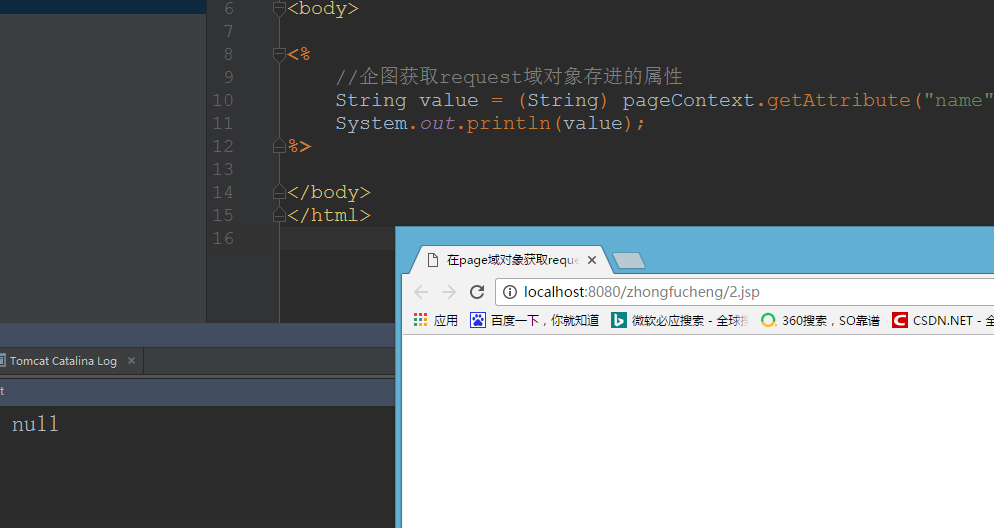 6 <body>
7
8 <%
9 //企图获取request域对象存进的属性
10 String value = (String) pageContext.getAttribute("name"
11 System.out.println(value);
12 %>
13
14 </body>
15 </html>
16
在page域对象获取reque
localhost:8080/zhongfucheng/2.jsp
应用 百度一下，你就知道 微软必应搜索 - 全球搜 360搜索，SO靠谱 CSDN.NET - 全
Tomcat Catalina Log
t
null